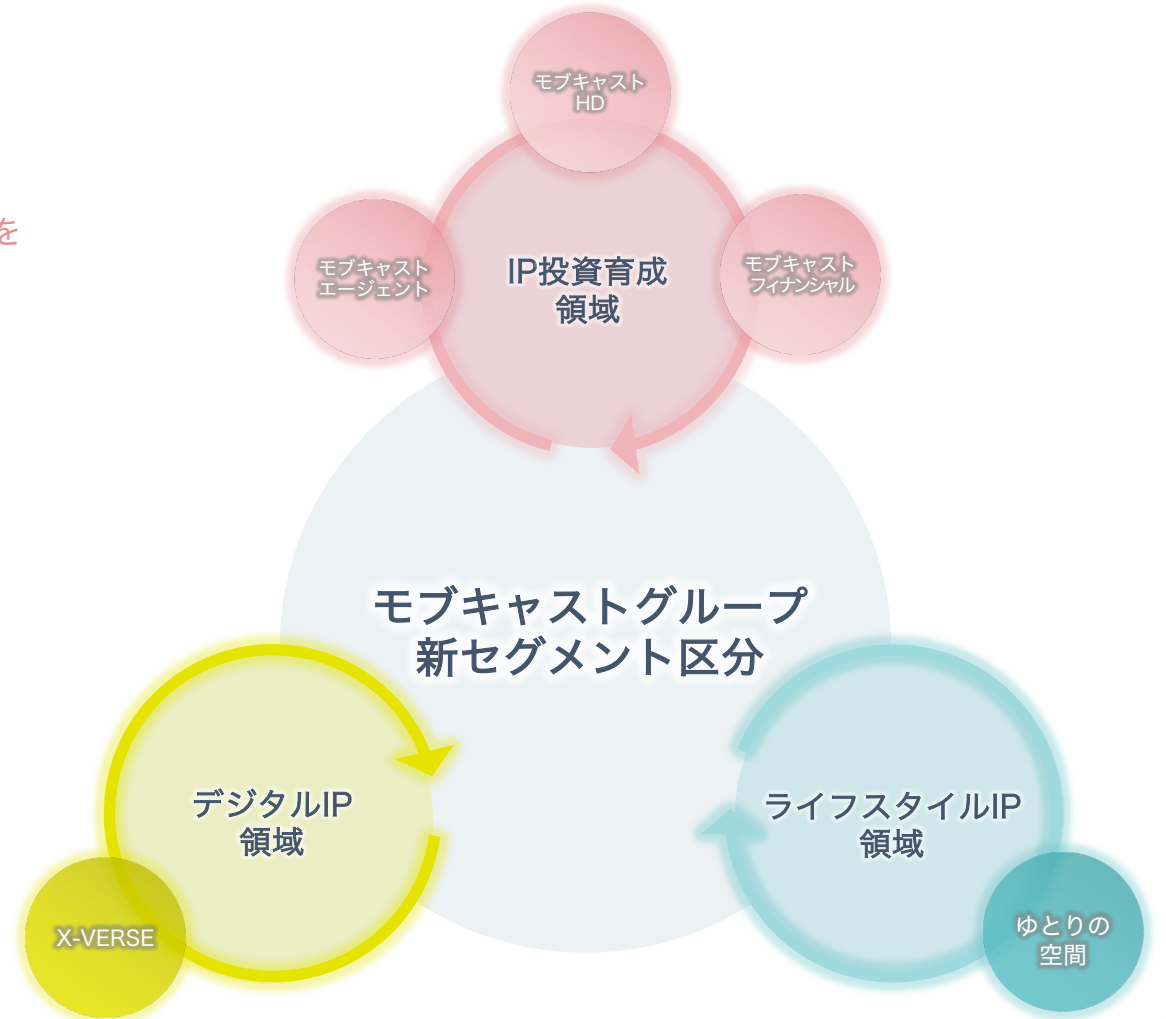 モブキャスト
HD
を
モブキャスト
エージェント
IP投資育成
領域
モブキャスト
フィナンシャル
モブキャストグループ
新セグメント区分
デジタルIP
領域
ライフスタイルIP
領域
X-VERSE
ゆとりの
空間